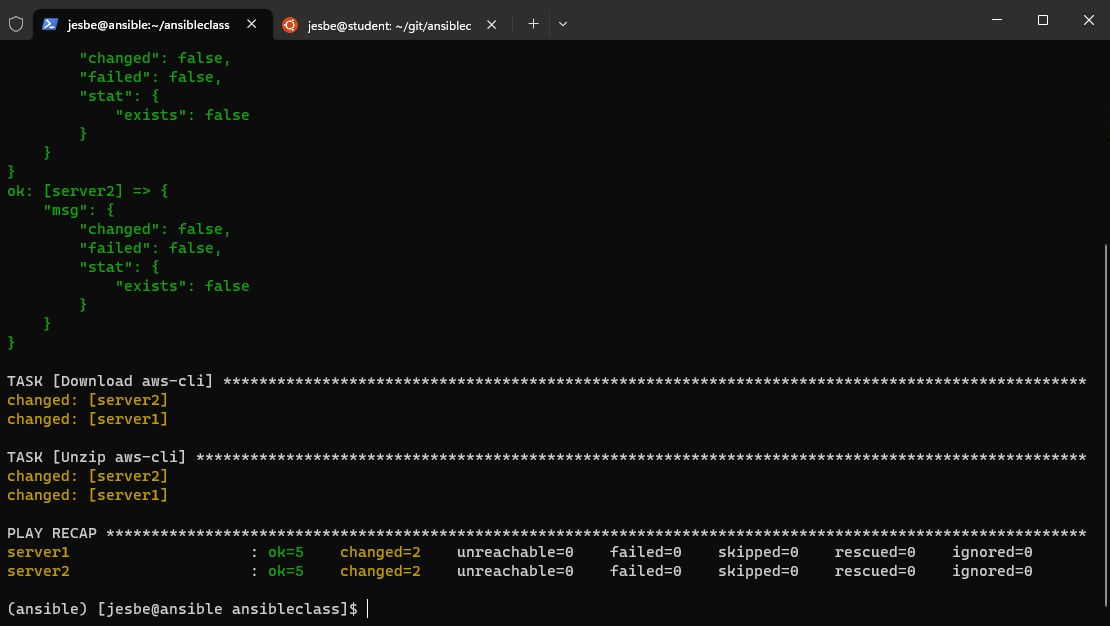 jesbe@ansible:~/ansibleclass
jesbe@student: ~/git/ansiblec
        "changed": false,
        "failed": false,
        "stat": {
            "exists": false
        }
    }
}
ok: [server2] => {
    "msg": {
        "changed": false,
        "failed": false,
        "stat": {
            "exists": false
        }
    }
}
TASK [Download aws-cli] ************************************************************************************************
changed: [server2]
changed: [server1]
TASK [Unzip aws-cli] ***************************************************************************************************
changed: [server2]
changed: [server1]
PLAY RECAP *************************************************************************************************************
server1                    : ok=5    changed=2    unreachable=0    failed=0    skipped=0    rescued=0    ignored=0
server2                    : ok=5    changed=2    unreachable=0    failed=0    skipped=0    rescued=0    ignored=0
(ansible) [jesbe@ansible ansibleclass]$